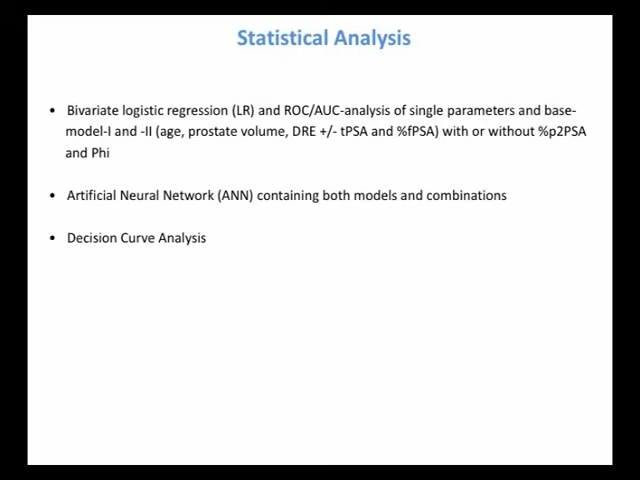 Statistical Analysis
• Bivariate logistic regression (LR) and ROC/AUC-analysis of single parameters and base-
model-I and -II (age, prostate volume, DRE +/- tPSA and %fPSA) with or without %p2PSA
and Phi
• Artificial Neural Network (ANN) containing both models and combinations
• Decision Curve Analysis